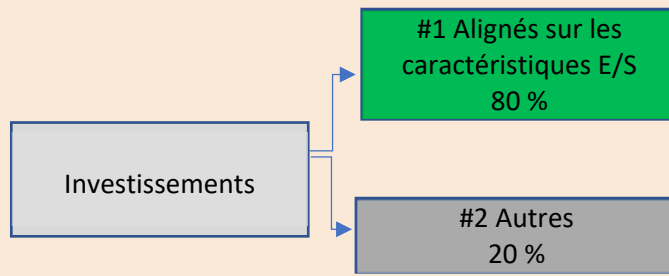 #1 Alignés sur les
caractéristiques E/S
80 %
Investissements
#2 Autres
20 %